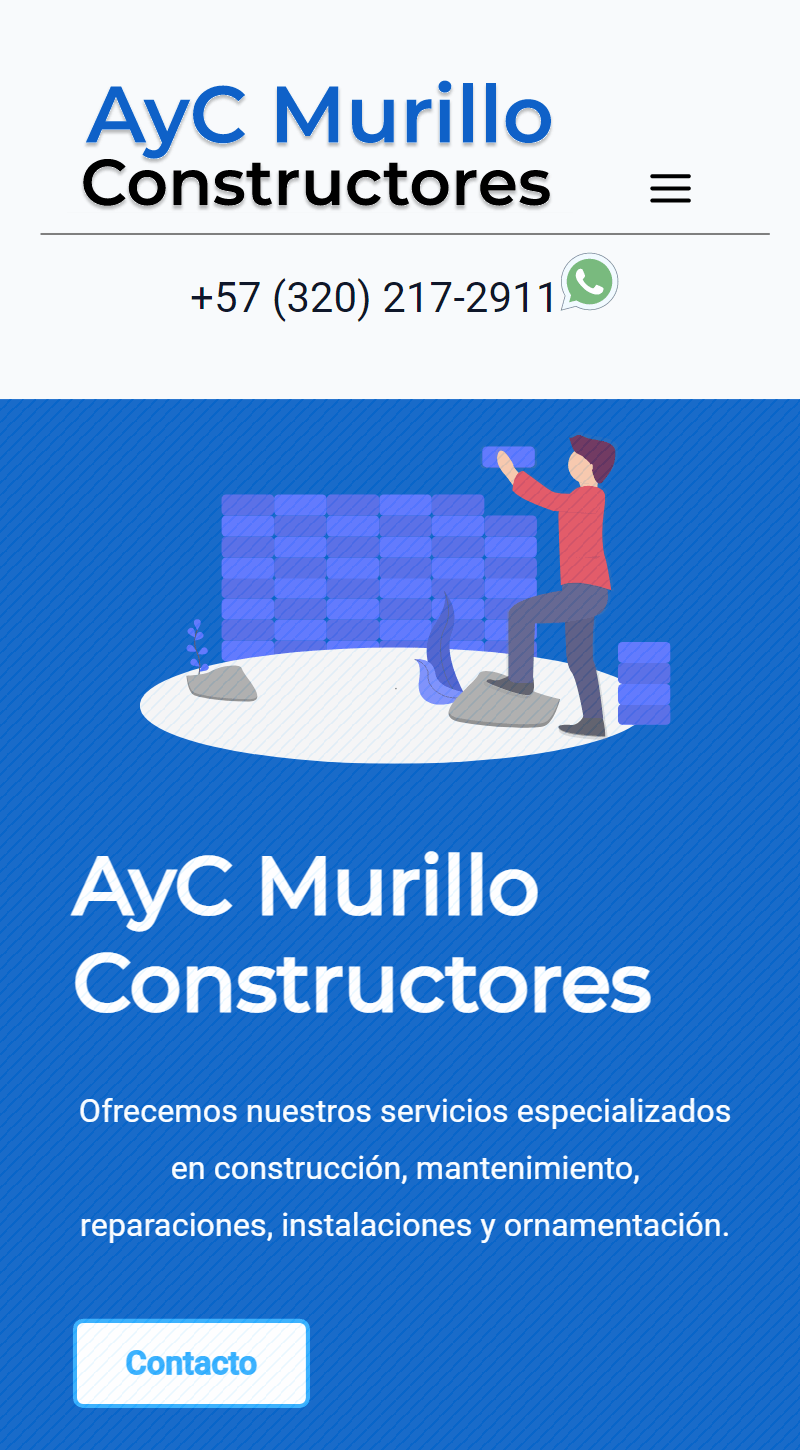 AyC Murillo
Constructores
+57 (320) 217-2911
AyC Murillo
Constructores
Ofrecemos nuestros servicios especializados
en construcción, mantenimiento,
reparaciones, instalaciones y ornamentación.
Contacto